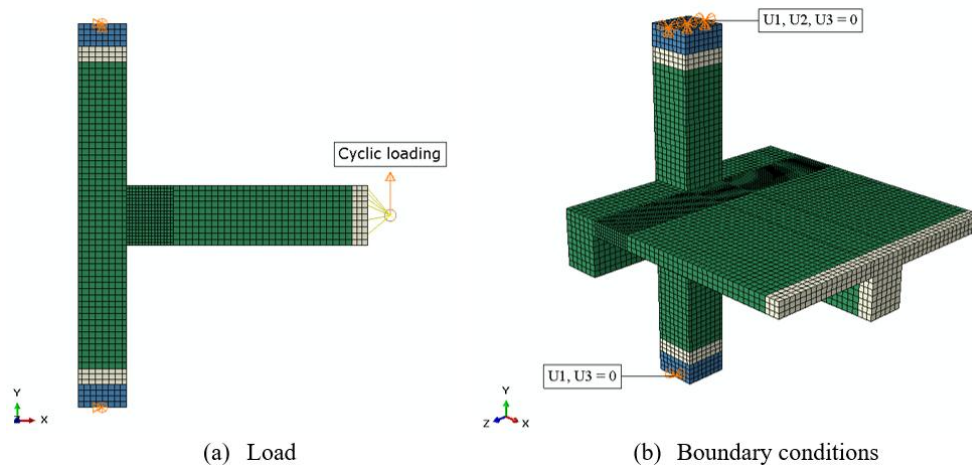 U1, U2, U3 = 0
Cyclic loading
U1, U3 = 0
Y
Z
X
Y
Z
X
(a) Load
(b) Boundary conditions